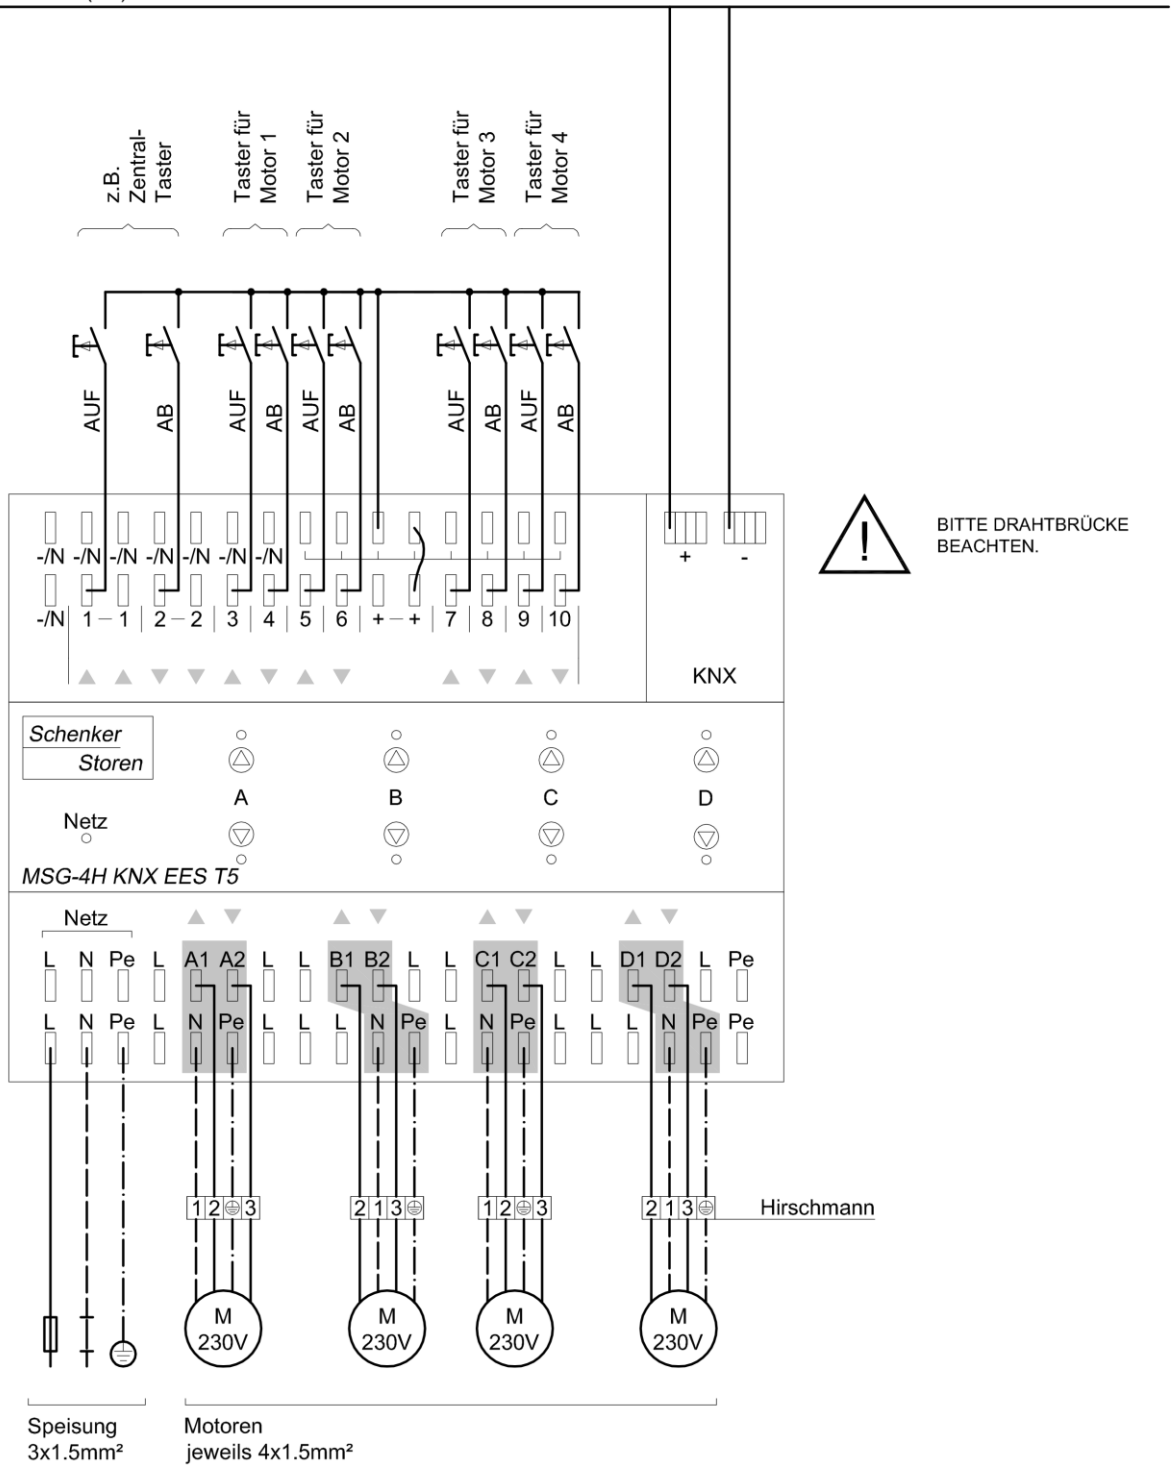 z.B.
Zentral-
Taster
Taster für
Motor 1
Taster für
Motor 2
Taster für
Motor 3
Taster für
Motor 4
AUF AB AUF AB AUF AB AUF AB AUF AB
-/N -/N -/N -/N -/N -/N -/N
+ -
-/N 1 – 1 2 – 2 3 4 5 6 + – + 7 8 9 10
KNX
!
BITTE DRAHTBRÜCKE
BEACHTEN.
Schenker
Storen
A B C D
Netz
MSG-4H KNX EES T5
Netz
L N Pe L A1 A2 L L B1 B2 L L C1 C2 L L D1 D2 L Pe
L N Pe L N Pe L L L N Pe L N Pe L L L N Pe Pe
1 2 3 2 1 3 1 2 3 2 1 3
Hirschmann
M
230V
M
230V
M
230V
M
230V
Speisung
3x1.5mm²
Motoren
jeweils 4x1.5mm²